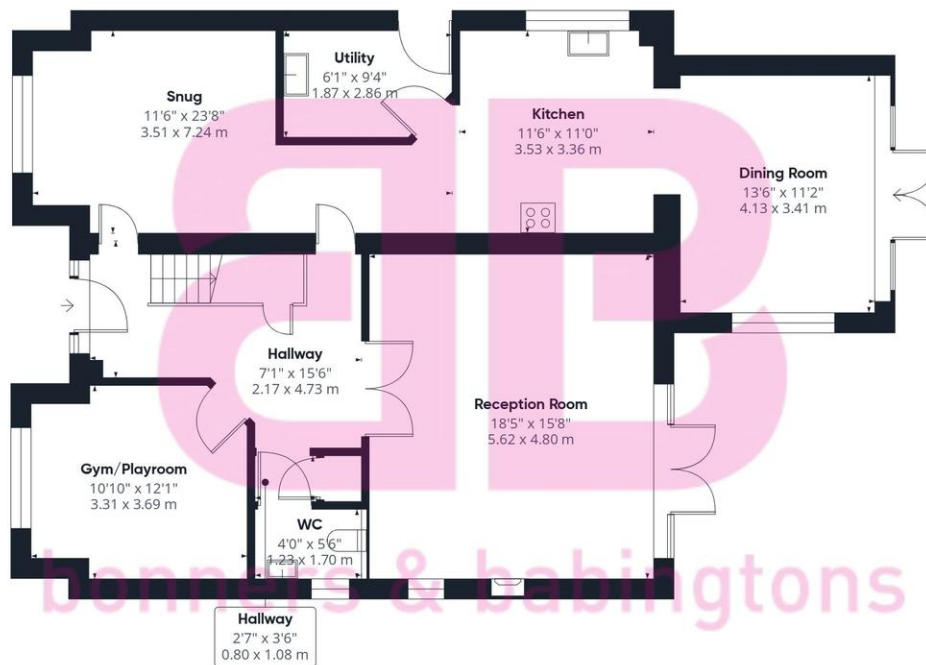 Utility
6'1" x 9'4"
1.87 x 2.86 m
Snug
11'6" x 23'8"
3.51 x 7.24 m
Kitchen
11'6" x 11'0"
3.53 x 3.36 m
Dining Room
13'6" x 11'2"
4.13 x 3.41 m
Hallway
7'1" x 15'6"
2.17 x 4.73 m
Reception Room
18'5" x 15'8"
5.62 x 4.80 m
Gym/Playroom
10'10" x 12'1"
3.31 x 3.69 m
WC
4'0" x 5'6"
1.23 x 1.70 m
bonners & babingtons
Hallway
2'7" x 3'6"
0.80 x 1.08 m